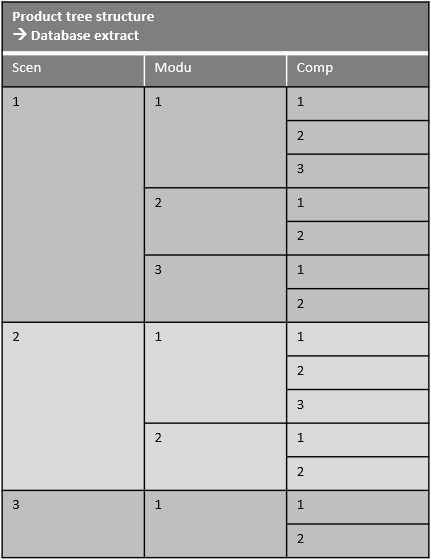 Product tree structure
→ Database extract
Scen Modu Comp
1 1 1
2
3
2 1
2
3 1
2
2 1 1
2
3
2 1
2
3 1 1
2